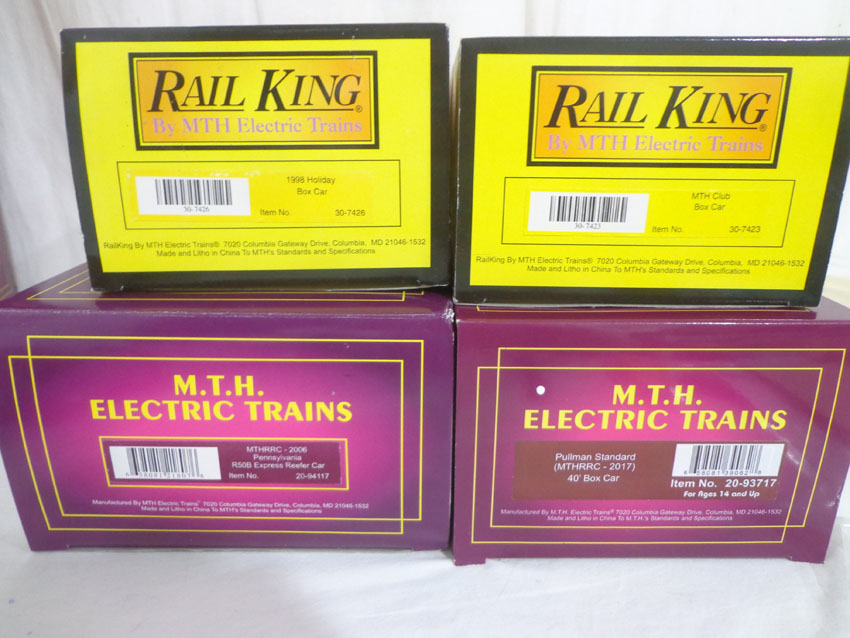 RAIL KING®
By MTH Electric Trains
1998 Holiday
Box Car
30-7426
Item No. 30-7426
RailKing By MTH Electric Trains® 7020 Columbia Gateway Drive, Columbia, MD 21046-1532
Made and Litho in China To MTH's Standards and Specifications
RAIL KING®
By MTH Electric Trains
MTH Club
Box Car
30-7423
Item No. 30-7423
RailKing By MTH Electric Trains® 7020 Columbia Gateway Drive, Columbia, MD 21046-1532
Made and Litho in China To MTH's Standards and Specifications
M.T.H.
ELECTRIC TRAINS
MTHRRC - 2006
Pennsylvania
R50B Express Reefer Car
Item No. 20-94117
Manufactured By MTH Electric Trains® 7020 Columbia Gateway Drive, Columbia, MD 21046-1532
Made and Litho in China To MTH's Standards and Specifications
M.T.H.
ELECTRIC TRAINS
Pullman Standard
(MTHRRC - 2017)
40' Box Car
6 58081 39062 8
Item No. 20-93717
For Ages 14 and Up
Manufactured By M.T.H. Electric Trains® 7020 Columbia Gateway Drive, Columbia, MD 21046-1532
Made and Litho in China To M.T.H.'s Standards and Specifications